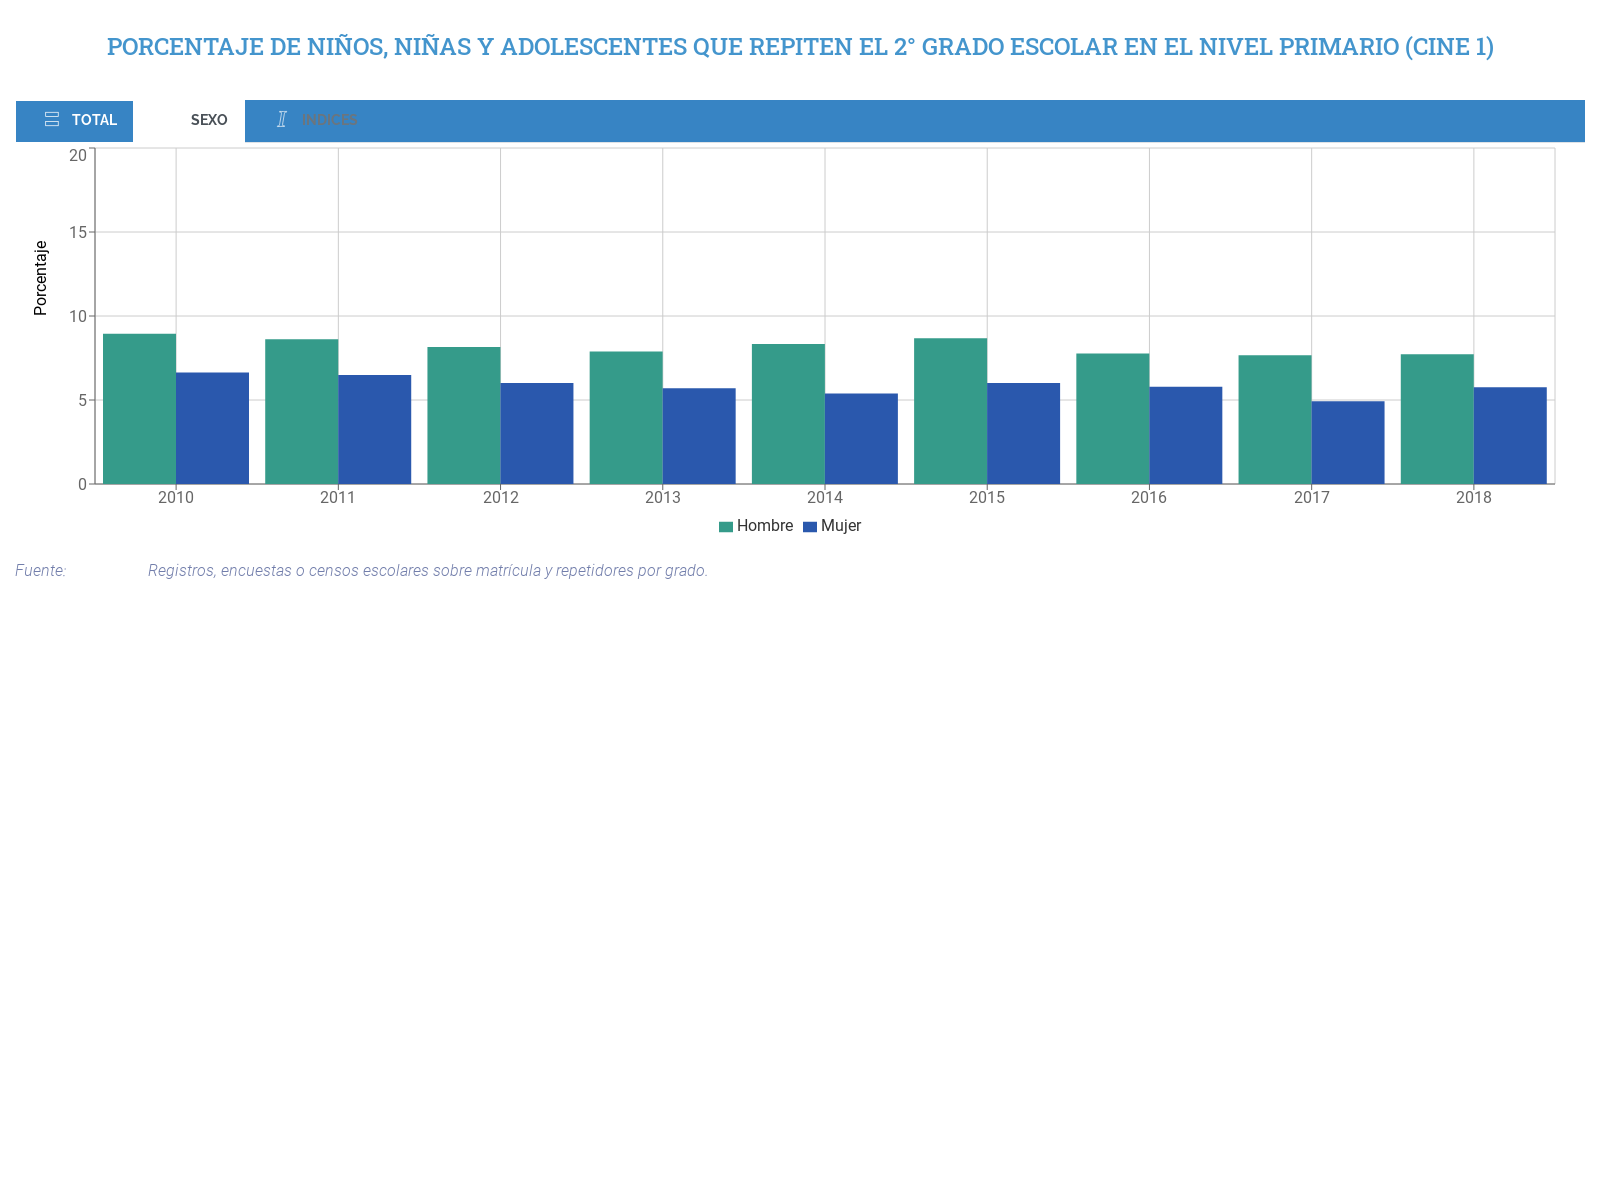 PORCENTAJE DE NIÑOS, NIÑAS Y ADOLESCENTES QUE REPITEN EL 2° GRADO ESCOLAR EN EL NIVEL PRIMARIO (CINE 1)
TOTAL SEXO INDICES
20
15
10
5
0
Porcentaje
2010 2011 2012 2013 2014 2015 2016 2017 2018
Hombre Mujer
Fuente: Registros, encuestas o censos escolares sobre matrícula y repetidores por grado.